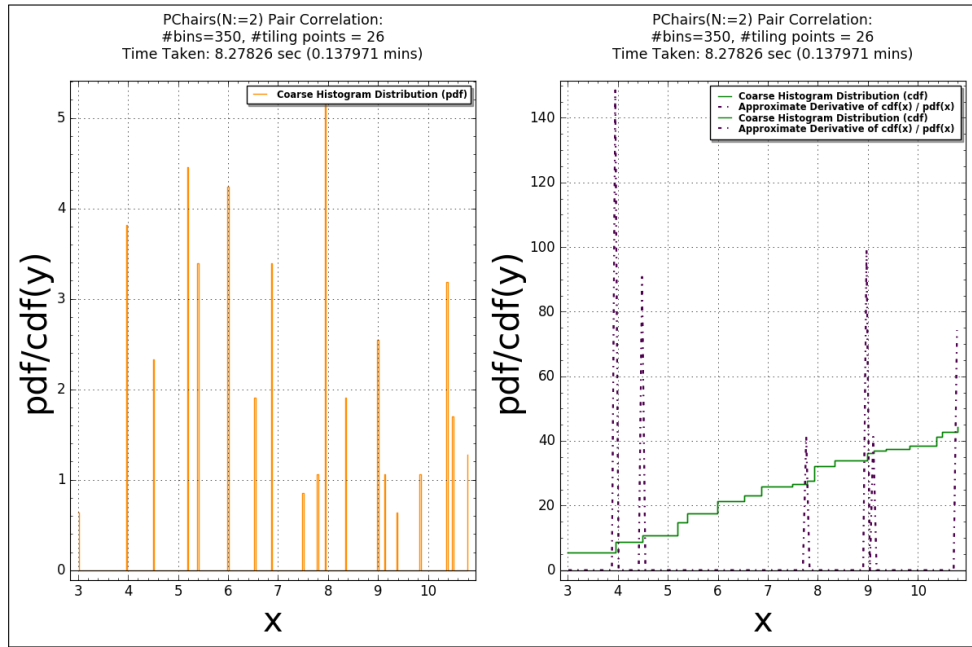 PChairs(N:=2) Pair Correlation:
#bins=350, #tiling points = 26
Time Taken: 8.27826 sec (0.137971 mins)
Coarse Histogram Distribution (pdf)
5
4
3
2
1
0
3 4 5 6 7 8 9 10
pdf/cdf(y)
x
PChairs(N:=2) Pair Correlation:
#bins=350, #tiling points = 26
Time Taken: 8.27826 sec (0.137971 mins)
Coarse Histogram Distribution (cdf)
Approximate Derivative of cdf(x) / pdf(x)
Coarse Histogram Distribution (cdf)
Approximate Derivative of cdf(x) / pdf(x)
140
120
100
80
60
40
20
0
3 4 5 6 7 8 9 10
pdf/cdf(y)
x